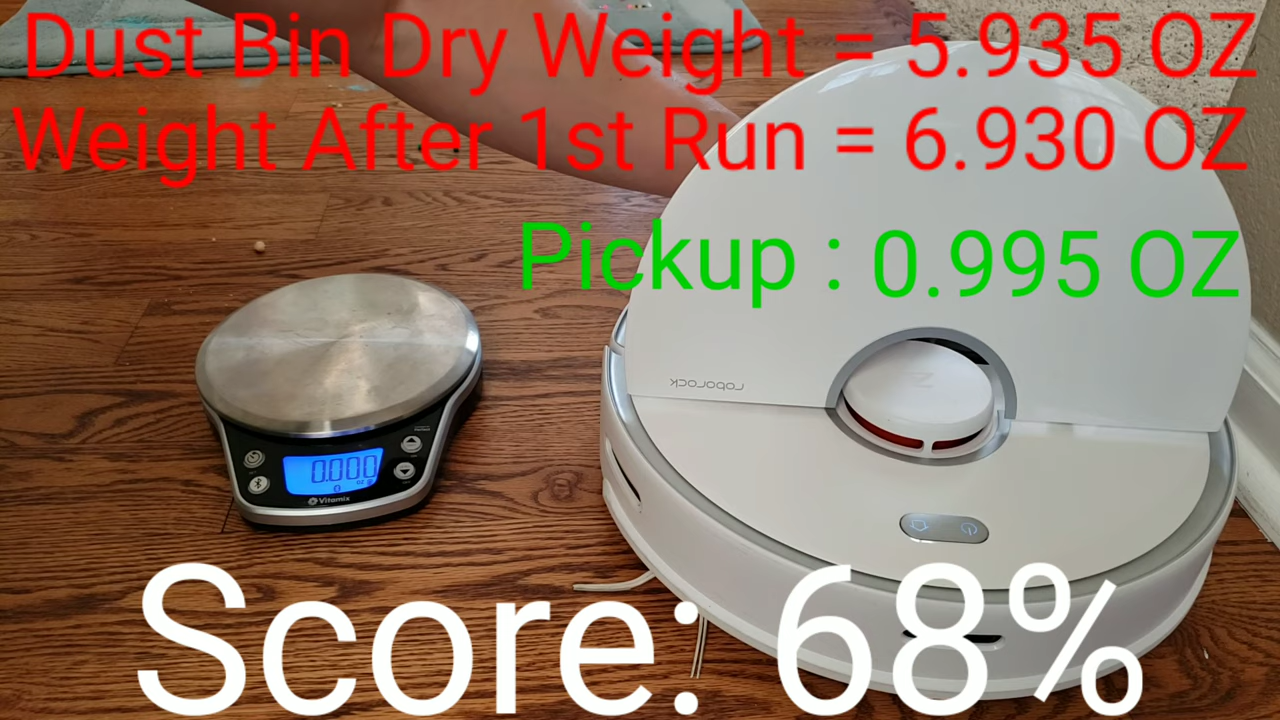 Dust Bin Dry Weight = 5.935 OZ
Weight After 1st Run = 6.930 OZ
Pickup : 0.995 OZ
roborock
0.000
OZ
Vitamix
Score: 68%